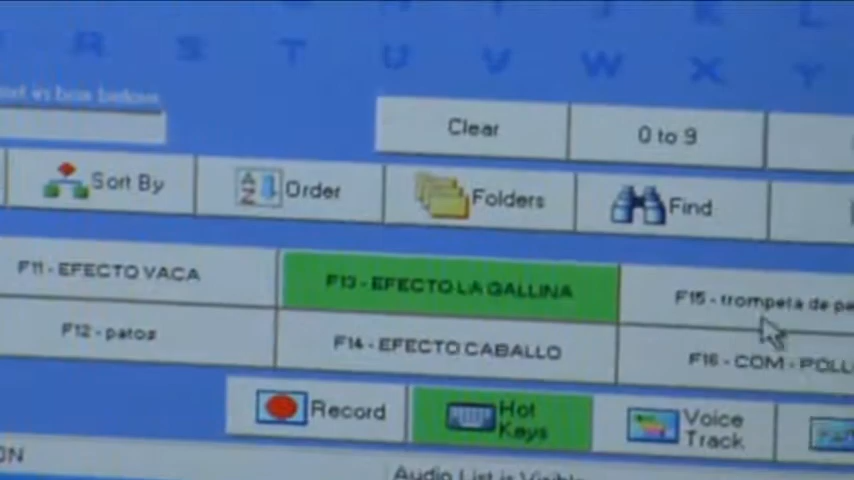 R S T U V W X Y
Clear 0 to 9
Sort By Order Folders Find
F11 - EFECTO VACA F13 - EFECTO LA GALLINA F15 - trompeta de
F12 - patos F14 - EFECTO CABALLO F16 - COM - POLL
Record Hot Keys Voice Track
Audio List is Visible